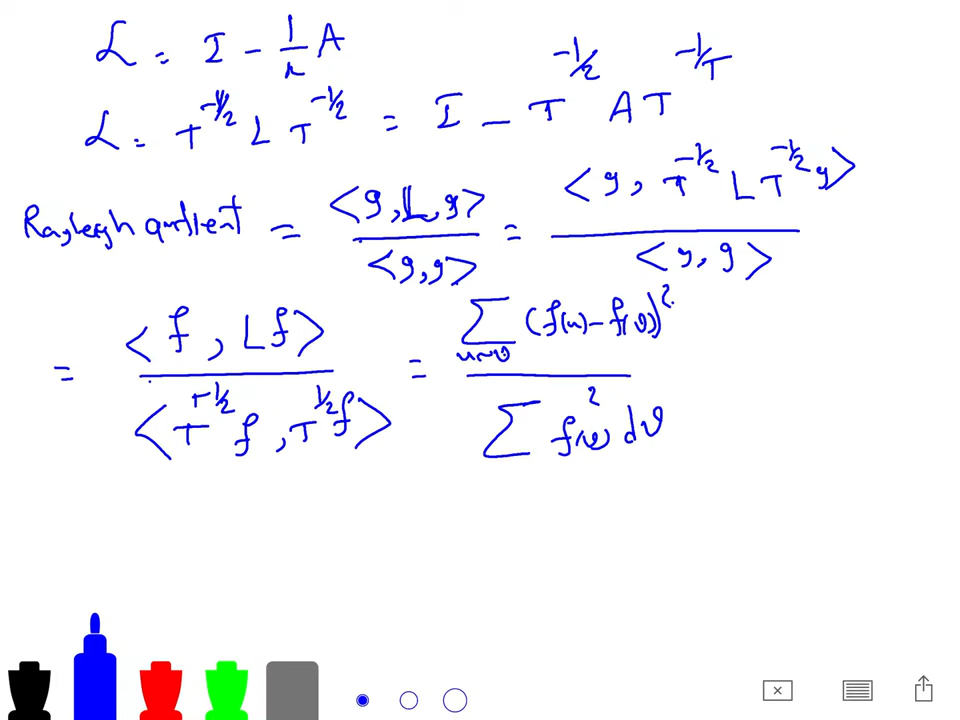 ℒ = I - 1/k A
ℒ = T^{-1/2} L T^{-1/2} = I - T^{-1/2} A T^{-1/T}
Rayleigh quotient = <g, L, g> / <g, g> = <g, T^{-1/2} L T^{-1/2} g> / <g, g>
= <f, Lf> / <T^{1/2} f, T^{1/2} f> = ∑_{u~v} (f(u) - f(v))^2 / ∑ f(v)^2 dv